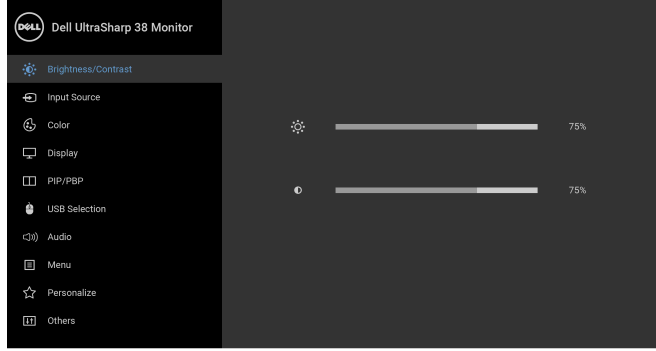 DELL
Dell UltraSharp 38 Monitor
Brightness/Contrast
Input Source
Color
Display
PIP/PBP
USB Selection
Audio
Menu
Personalize
Others
75%
75%